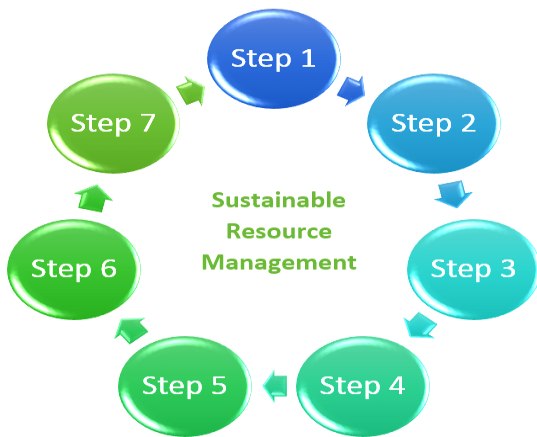 Step 1
Step 2
Step 3
Step 4
Step 5
Step 6
Step 7
Sustainable
Resource
Management